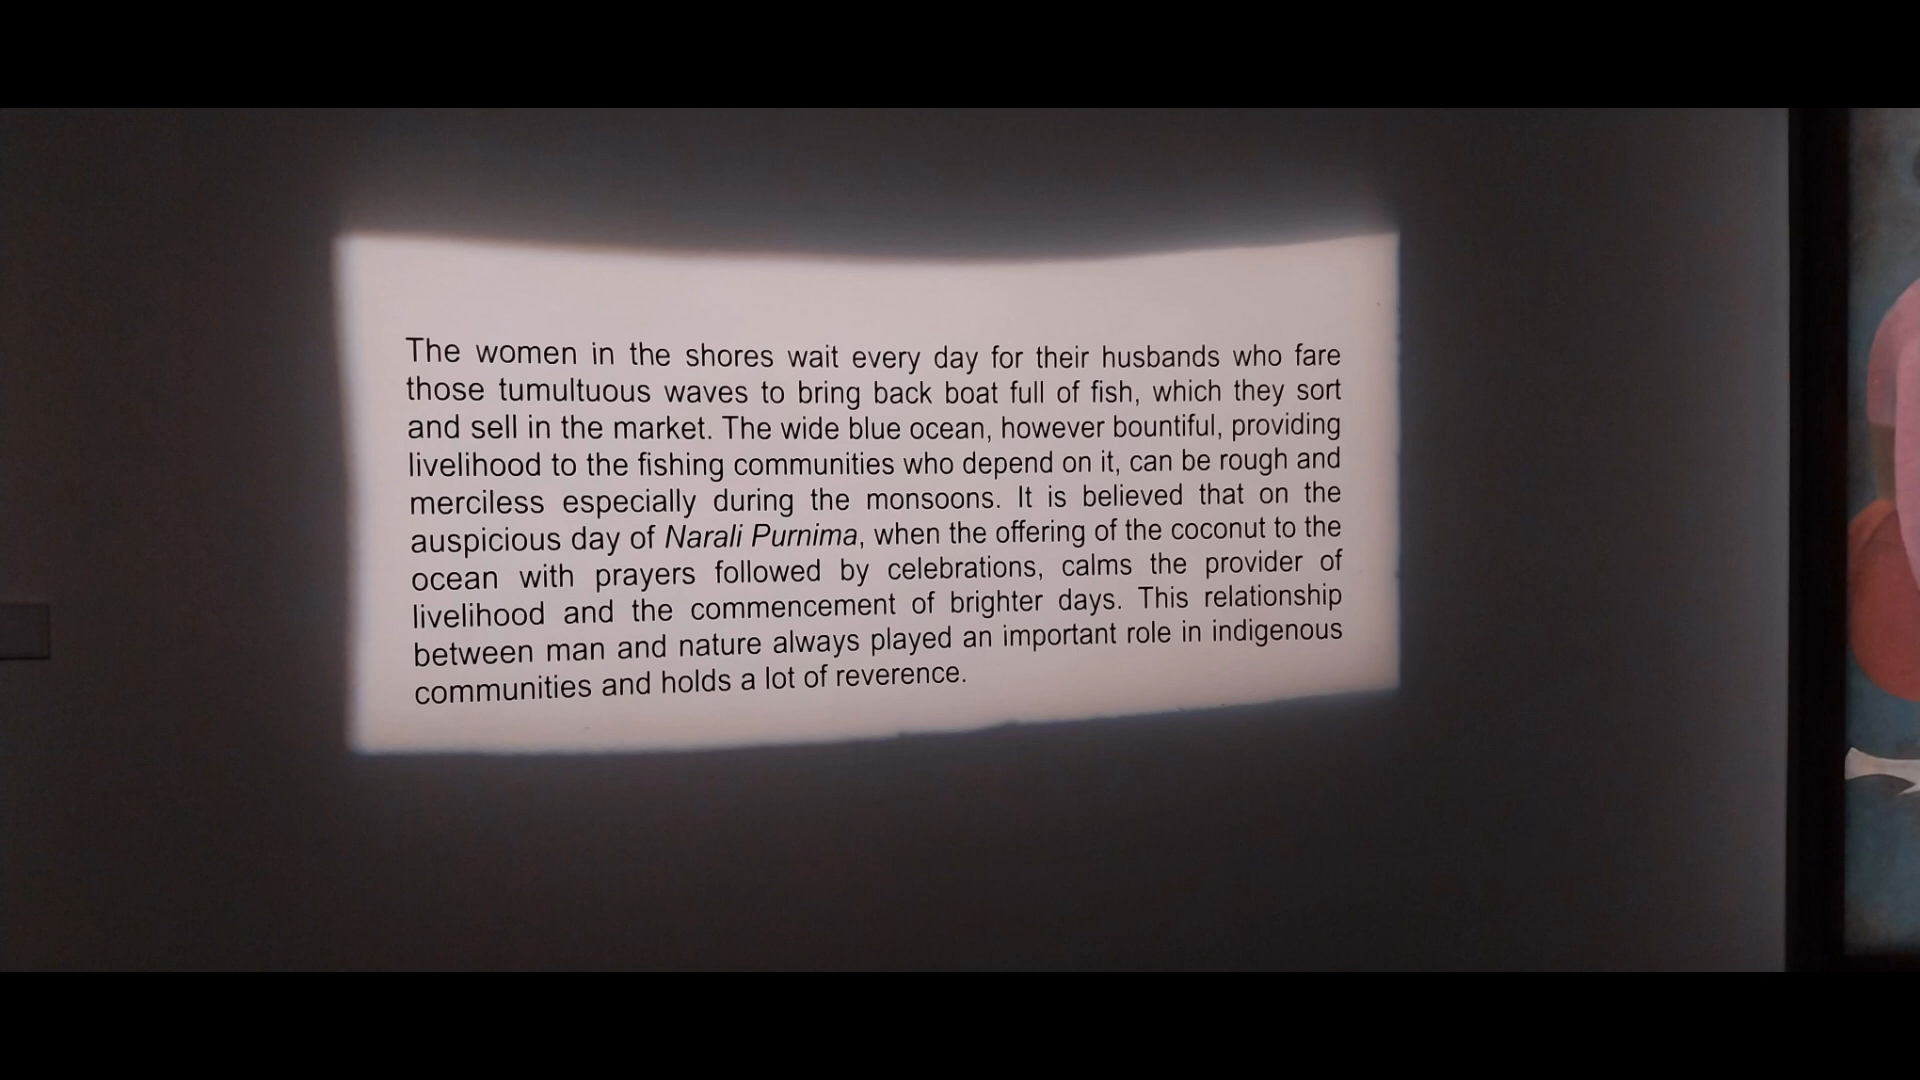 The women in the shores wait every day for their husbands who fare
those tumultuous waves to bring back boat full of fish, which they sort
and sell in the market. The wide blue ocean, however bountiful, providing
livelihood to the fishing communities who depend on it, can be rough and
merciless especially during the monsoons. It is believed that on the
auspicious day of Narali Purnima, when the offering of the coconut to the
ocean with prayers followed by celebrations, calms the provider of
livelihood and the commencement of brighter days. This relationship
between man and nature always played an important role in indigenous
communities and holds a lot of reverence.